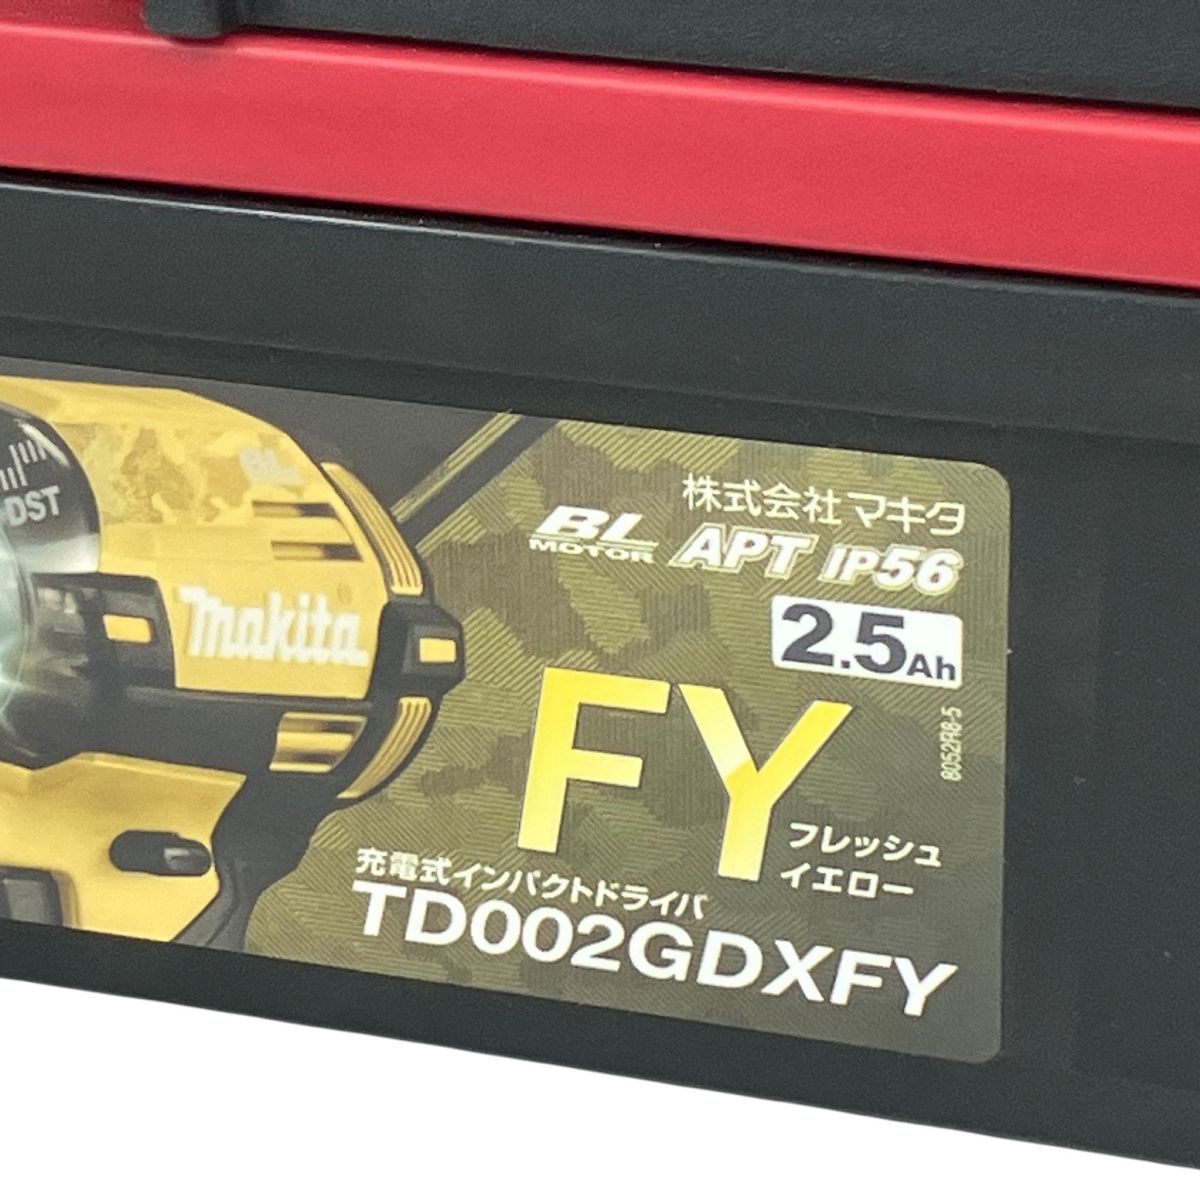 株式会社マキタ
BL
MOTOR
APT IP56
2.5Ah
BL
DST
makita
FY
フレッシュ
イエロー
8052R8-5
充電式インパクトドライバ
TD002GDXFY